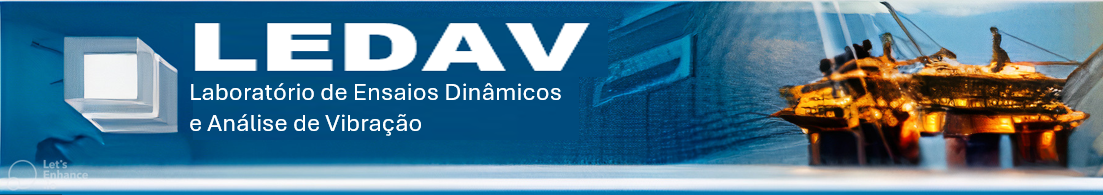 LEDAV
Laboratório de Ensaios Dinâmicos
e Análise de Vibração
Let's
Enhance